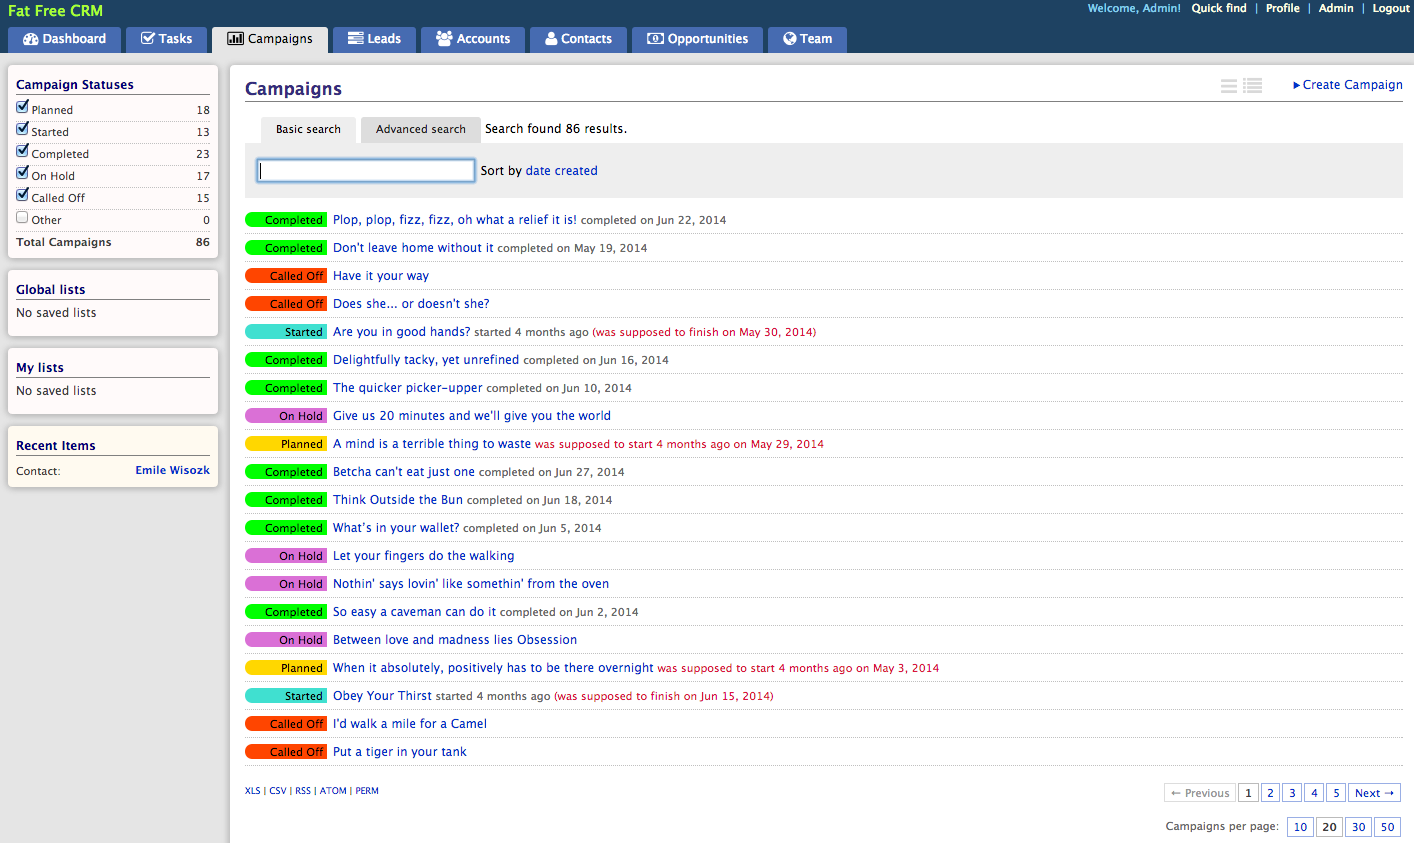 Fat Free CRM
Welcome, Admin! Quick find | Profile | Admin | Logout
Dashboard Tasks Campaigns Leads Accounts Contacts Opportunities Team
Campaign Statuses
Planned 18
Started 13
Completed 23
On Hold 17
Called Off 15
Other 0
Total Campaigns 86
Global lists
No saved lists
My lists
No saved lists
Recent Items
Contact: Emile Wisozk
Campaigns
Create Campaign
Basic search Advanced search Search found 86 results.
Sort by date created
Completed Plop, plop, fizz, fizz, oh what a relief it is! completed on Jun 22, 2014
Completed Don't leave home without it completed on May 19, 2014
Called Off Have it your way
Called Off Does she... or doesn't she?
Started Are you in good hands? started 4 months ago (was supposed to finish on May 30, 2014)
Completed Delightfully tacky, yet unrefined completed on Jun 16, 2014
Completed The quicker picker-upper completed on Jun 10, 2014
On Hold Give us 20 minutes and we'll give you the world
Planned A mind is a terrible thing to waste was supposed to start 4 months ago on May 29, 2014
Completed Betcha can't eat just one completed on Jun 27, 2014
Completed Think Outside the Bun completed on Jun 18, 2014
Completed What's in your wallet? completed on Jun 5, 2014
On Hold Let your fingers do the walking
On Hold Nothin' says lovin' like somethin' from the oven
Completed So easy a caveman can do it completed on Jun 2, 2014
On Hold Between love and madness lies Obsession
Planned When it absolutely, positively has to be there overnight was supposed to start 4 months ago on May 3, 2014
Started Obey Your Thirst started 4 months ago (was supposed to finish on Jun 15, 2014)
Called Off I'd walk a mile for a Camel
Called Off Put a tiger in your tank
XLS | CSV | RSS | ATOM | PERM
← Previous 1 2 3 4 5 Next →
Campaigns per page: 10 20 30 50